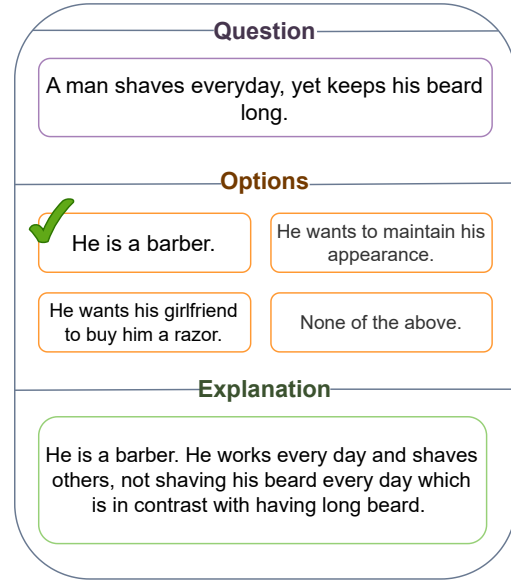 Question
A man shaves everyday, yet keeps his beard
long.
Options
He is a barber.
He wants to maintain his
appearance.
He wants his girlfriend
to buy him a razor.
None of the above.
Explanation
He is a barber. He works every day and shaves
others, not shaving his beard every day which
is in contrast with having long beard.